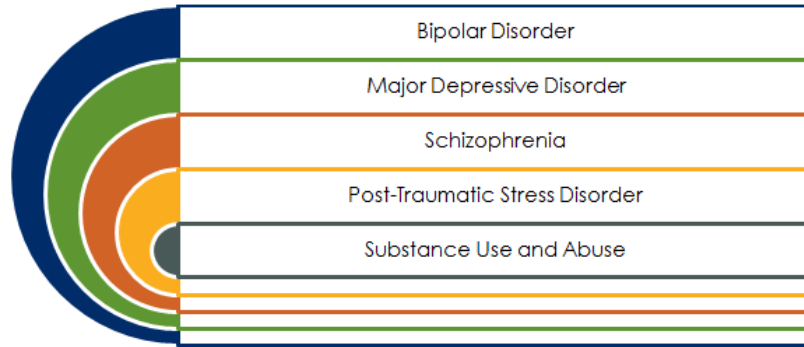 Bipolar Disorder
Major Depressive Disorder
Schizophrenia
Post-Traumatic Stress Disorder
Substance Use and Abuse